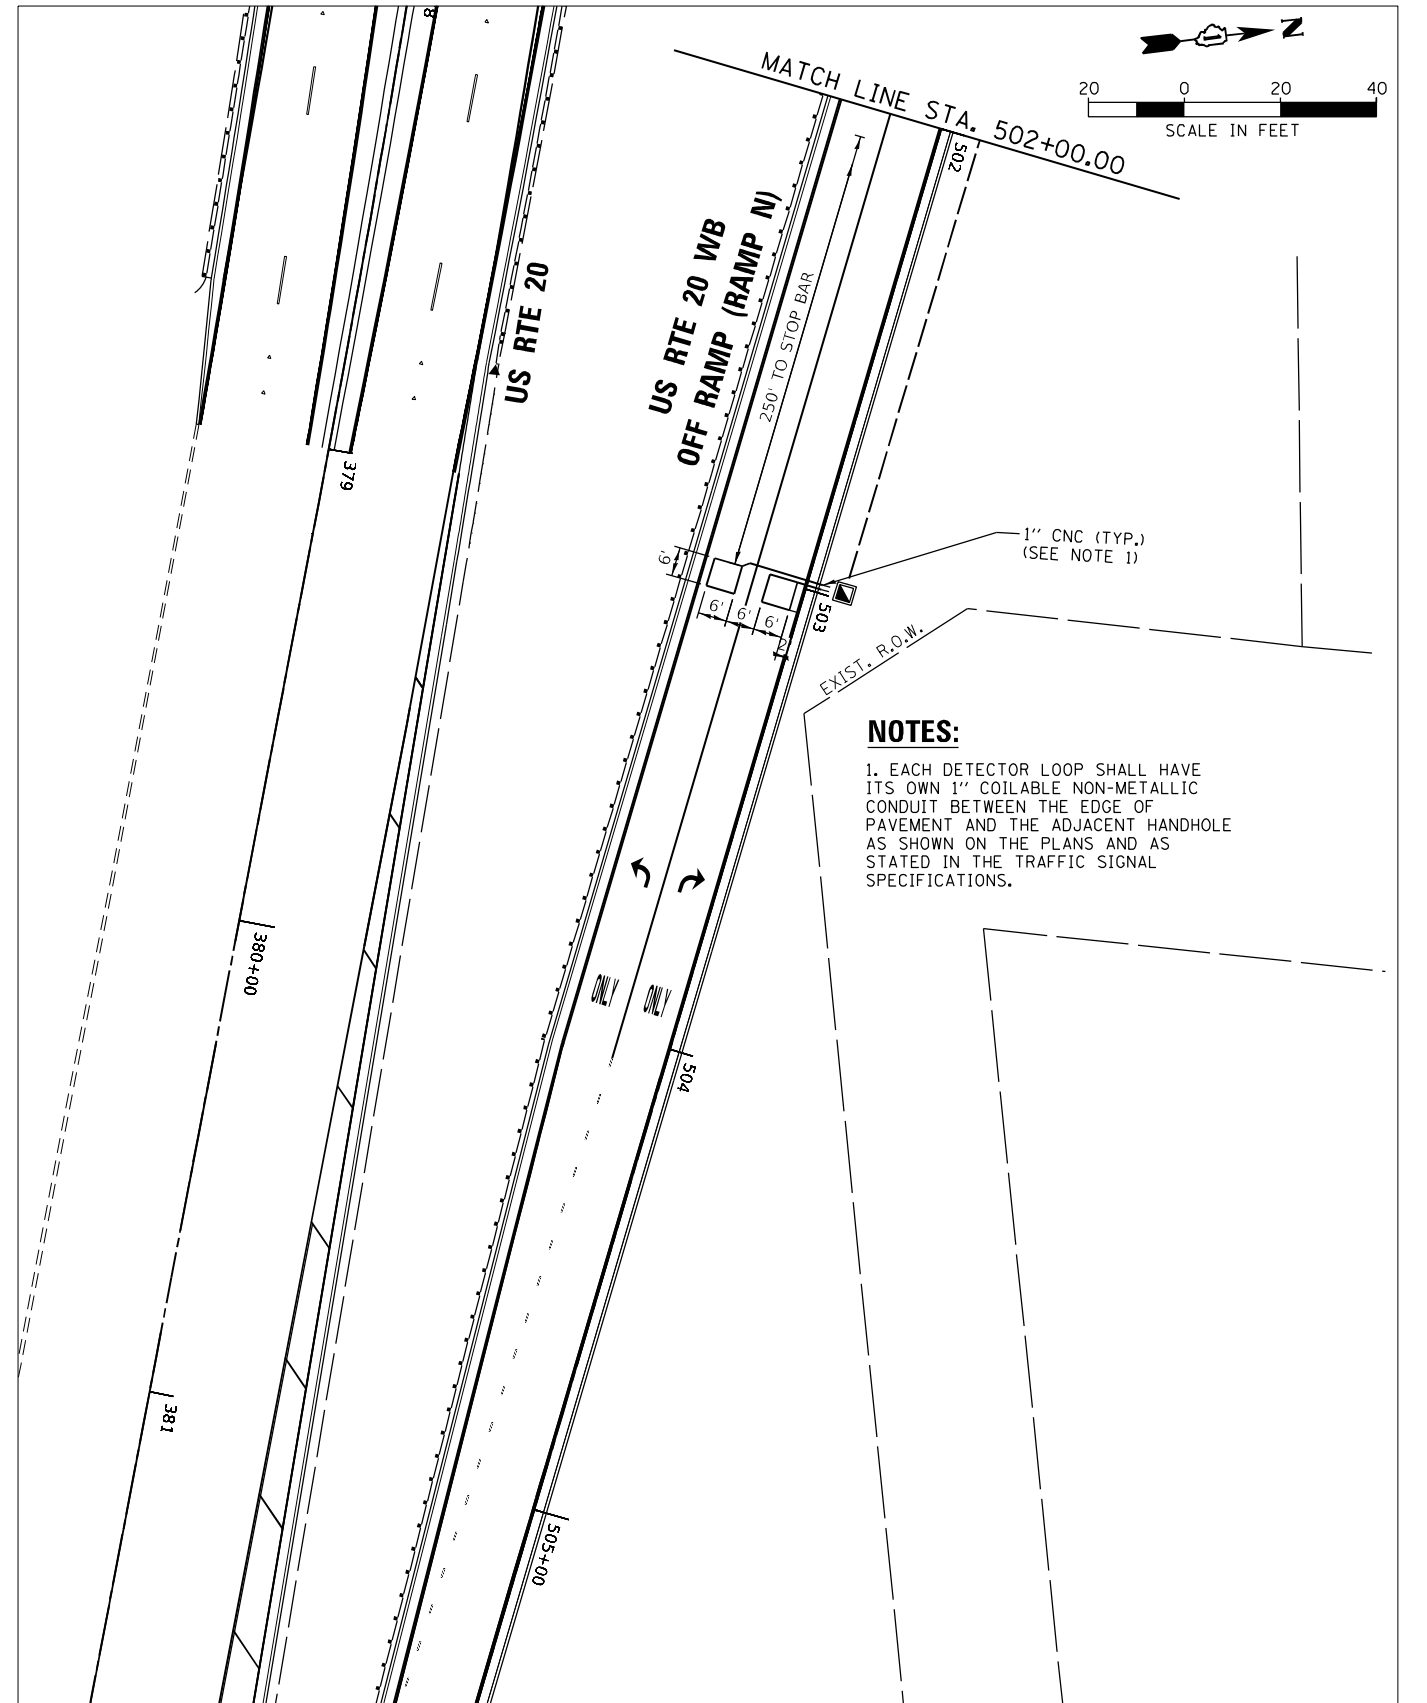 8
MATCH LINE STA. 502+00.00
N
20 0 20 40
SCALE IN FEET
502
US RTE 20
US RTE 20 WB
OFF RAMP (RAMP N)
250' TO STOP BAR
379
1'' CNC (TYP.)
(SEE NOTE 1)
6'
6' 6' 6'
2'
503
EXIST. R.O.W.
NOTES:
1. EACH DETECTOR LOOP SHALL HAVE
ITS OWN 1'' COILABLE NON-METALLIC
CONDUIT BETWEEN THE EDGE OF
PAVEMENT AND THE ADJACENT HANDHOLE
AS SHOWN ON THE PLANS AND AS
STATED IN THE TRAFFIC SIGNAL
SPECIFICATIONS.
380+00
ONLY
ONLY
504
381
505+00